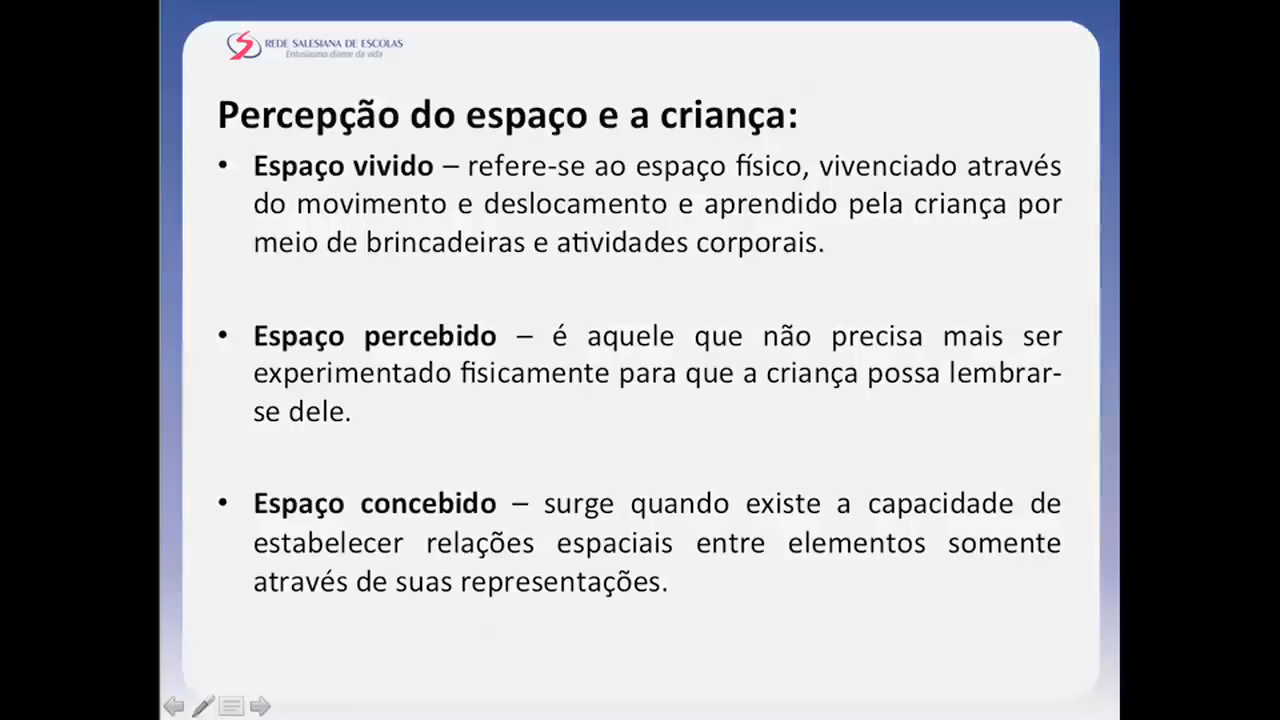 REDE SALESIANA DE ESCOLAS
Entusiasmo diante da vida
Percepção do espaço e a criança:
• Espaço vivido – refere-se ao espaço físico, vivenciado através
do movimento e deslocamento e aprendido pela criança por
meio de brincadeiras e atividades corporais.
• Espaço percebido – é aquele que não precisa mais ser
experimentado fisicamente para que a criança possa lembrar-
se dele.
• Espaço concebido – surge quando existe a capacidade de
estabelecer relações espaciais entre elementos somente
através de suas representações.